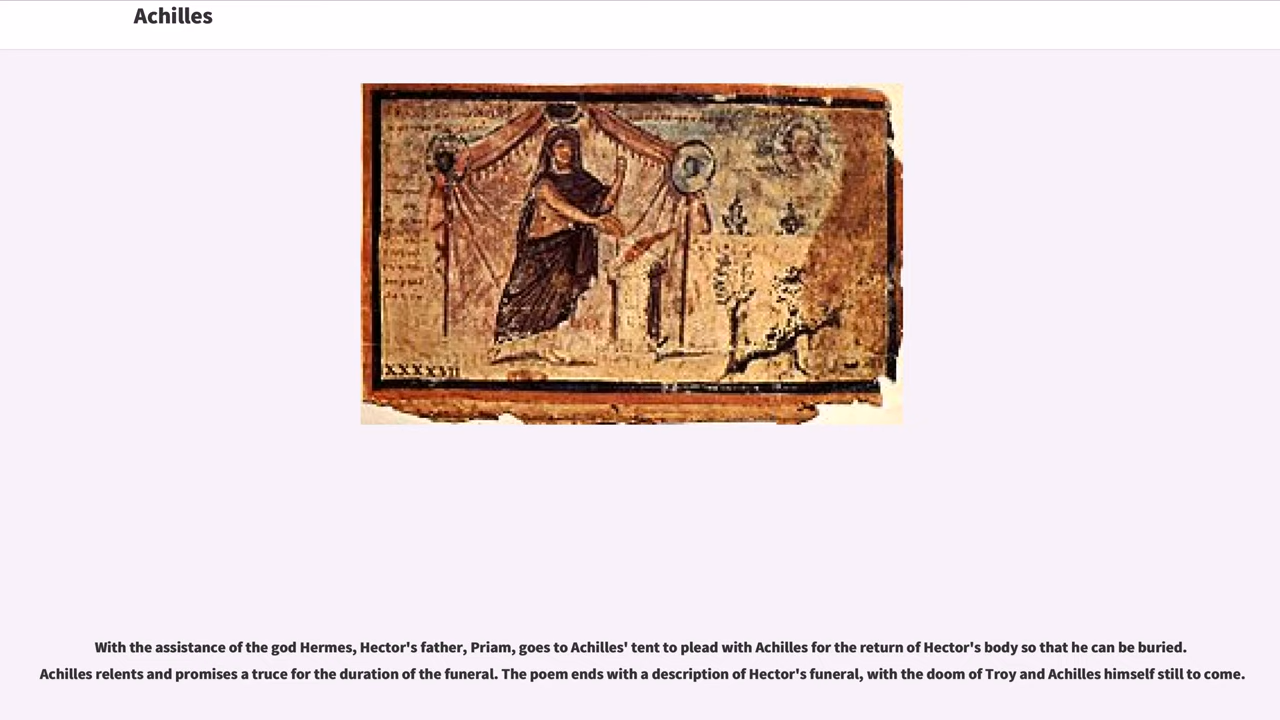 Achilles
XXXXVII
With the assistance of the god Hermes, Hector's father, Priam, goes to Achilles' tent to plead with Achilles for the return of Hector's body so that he can be buried.
Achilles relents and promises a truce for the duration of the funeral. The poem ends with a description of Hector's funeral, with the doom of Troy and Achilles himself still to come.